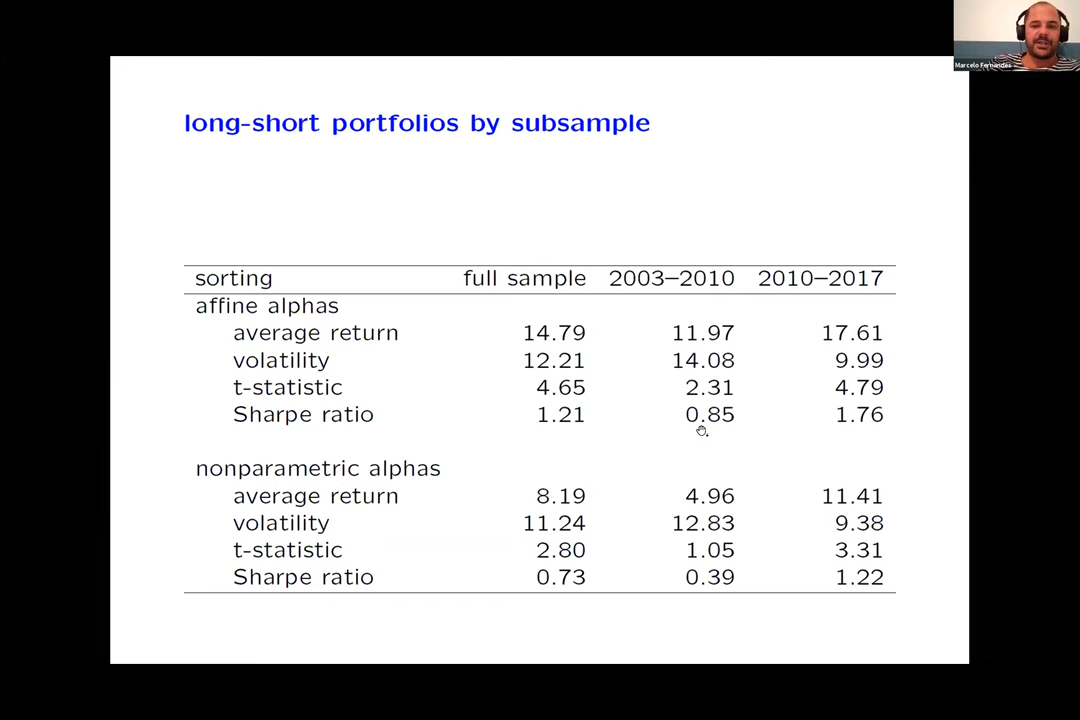 Marcelo Fernandes
long-short portfolios by subsample
sorting full sample 2003–2010 2010–2017
affine alphas
average return 14.79 11.97 17.61
volatility 12.21 14.08 9.99
t-statistic 4.65 2.31 4.79
Sharpe ratio 1.21 0.85 1.76
nonparametric alphas
average return 8.19 4.96 11.41
volatility 11.24 12.83 9.38
t-statistic 2.80 1.05 3.31
Sharpe ratio 0.73 0.39 1.22